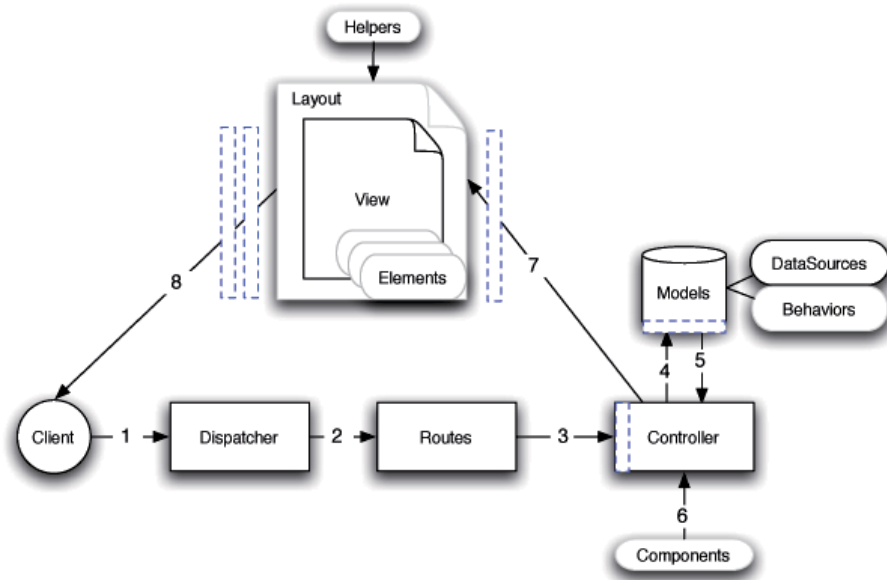 Helpers
Layout
View
Elements
8
7
Models
DataSources
Behaviors
4
5
Client
1
Dispatcher
2
Routes
3
Controller
6
Components